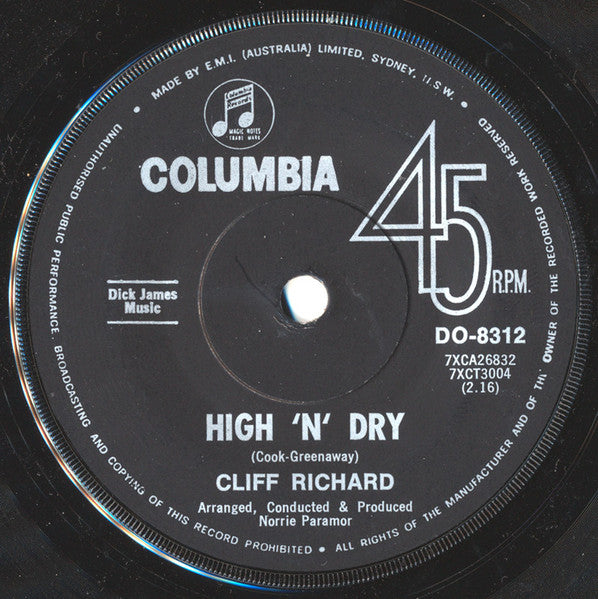 MADE BY E.M.I. (AUSTRALIA) LIMITED, SYDNEY, N.S.W.
UNAUTHORISED PUBLIC PERFORMANCE, BROADCASTING AND COPYING OF THIS RECORD PROHIBITED • ALL RIGHTS OF THE MANUFACTURER AND OF THE OWNER OF THE RECORDED WORK RESERVED
Columbia
Records
MAGIC NOTES
TRADE MARK
COLUMBIA
45
R.P.M.
Dick James
Music
DO-8312
7XCA26832
7XCT3004
(2.16)
HIGH 'N' DRY
(Cook-Greenaway)
CLIFF RICHARD
Arranged, Conducted & Produced
Norrie Paramor